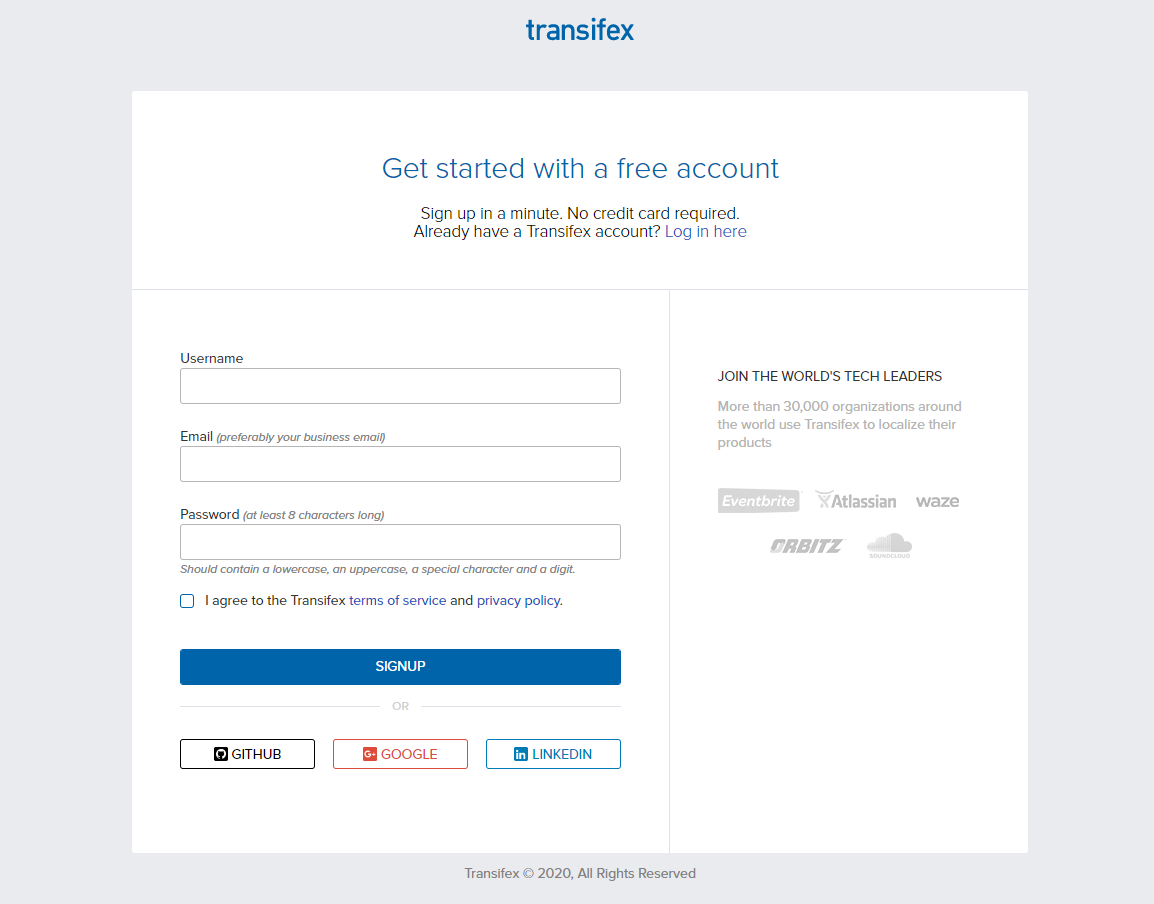 transifex
Get started with a free account
Sign up in a minute. No credit card required.
Already have a Transifex account? Log in here
Username
Email (preferably your business email)
Password (at least 8 characters long)
Should contain a lowercase, an uppercase, a special character and a digit.
I agree to the Transifex terms of service and privacy policy.
SIGNUP
OR
GITHUB
G+ GOOGLE
in LINKEDIN
JOIN THE WORLD'S TECH LEADERS
More than 30,000 organizations around
the world use Transifex to localize their
products
Eventbrite Atlassian waze
ORBITZ SOUNDCLOUD
Transifex © 2020, All Rights Reserved